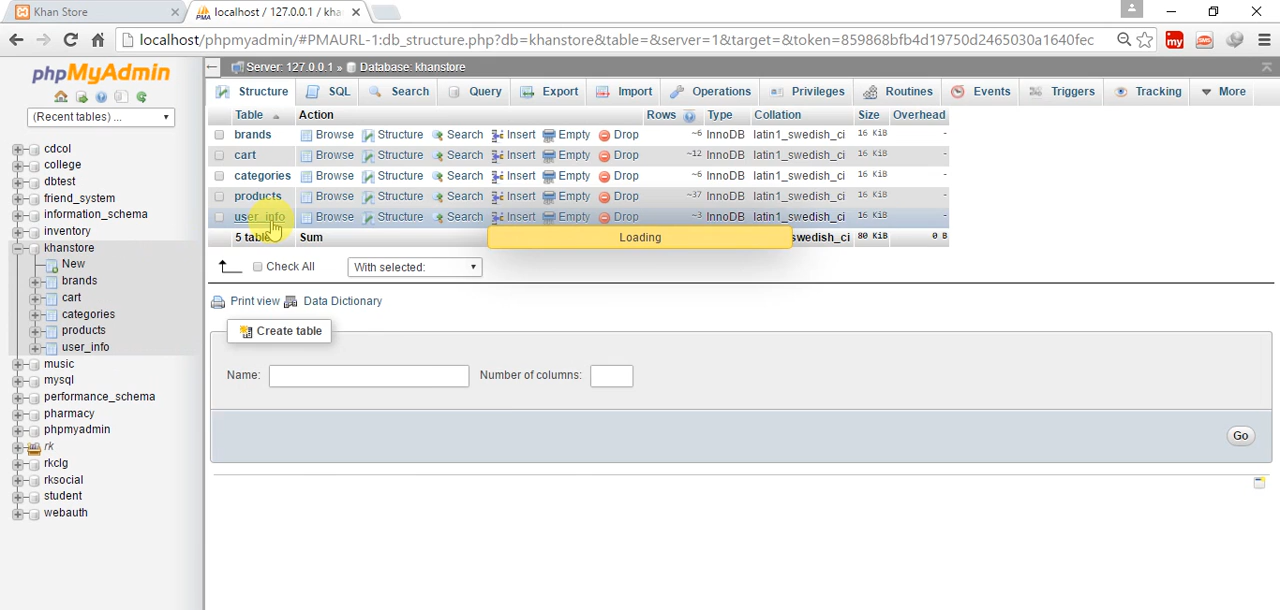 Khan Store
localhost / 127.0.0.1 / kha
localhost/phpmyadmin/#PMAURL-1:db_structure.php?db=khanstore&table=&server=1&target=&token=859868bfb4d19750d2465030a1640fec
phpMyAdmin
(Recent tables) ...
cdcol
college
dbtest
friend_system
information_schema
inventory
khanstore
New
brands
cart
categories
products
user_info
music
mysql
performance_schema
pharmacy
phpmyadmin
rk
rkclg
rksocial
student
webauth
Server: 127.0.0.1 » Database: khanstore
Structure SQL Search Query Export Import Operations Privileges Routines Events Triggers Tracking More
Table Action Rows Type Collation Size Overhead
brands Browse Structure Search Insert Empty Drop ~6 InnoDB latin1_swedish_ci 16 KiB -
cart Browse Structure Search Insert Empty Drop ~12 InnoDB latin1_swedish_ci 16 KiB -
categories Browse Structure Search Insert Empty Drop ~6 InnoDB latin1_swedish_ci 16 KiB -
products Browse Structure Search Insert Empty Drop ~37 InnoDB latin1_swedish_ci 16 KiB -
user_info Browse Structure Search Insert Empty Drop ~3 InnoDB latin1_swedish_ci 16 KiB -
5 table Sum Loading swedish_ci 80 KiB 0 B
Check All With selected:
Print view Data Dictionary
Create table
Name: Number of columns:
Go